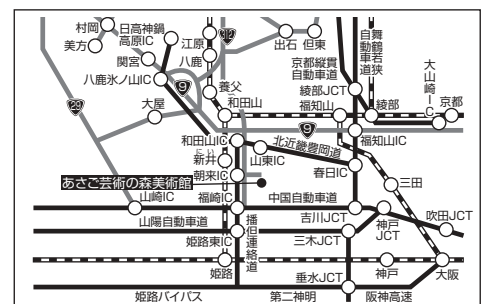 村岡
日高神鍋
高原IC
江原
出石
但東
美方
関宮
八鹿
京都縦貫
自動車道
舞鶴若狭
自動車道
大山崎IC
八鹿氷ノ山IC
9
養父
綾部JCT
29
大屋
和田山
福知山
綾部
京都
9
和田山IC
北近畿豊岡道
福知山IC
にい
新井
山東IC
朝来IC
春日IC
あさご芸術の森美術館
三田
山崎IC
福崎IC
中国自動車道
山陽自動車道
播但連絡道
吉川JCT
神戸
JCT
吹田JCT
姫路東IC
三木JCT
姫路
神戸
大阪
垂水JCT
姫路バイパス
第二神明
阪神高速